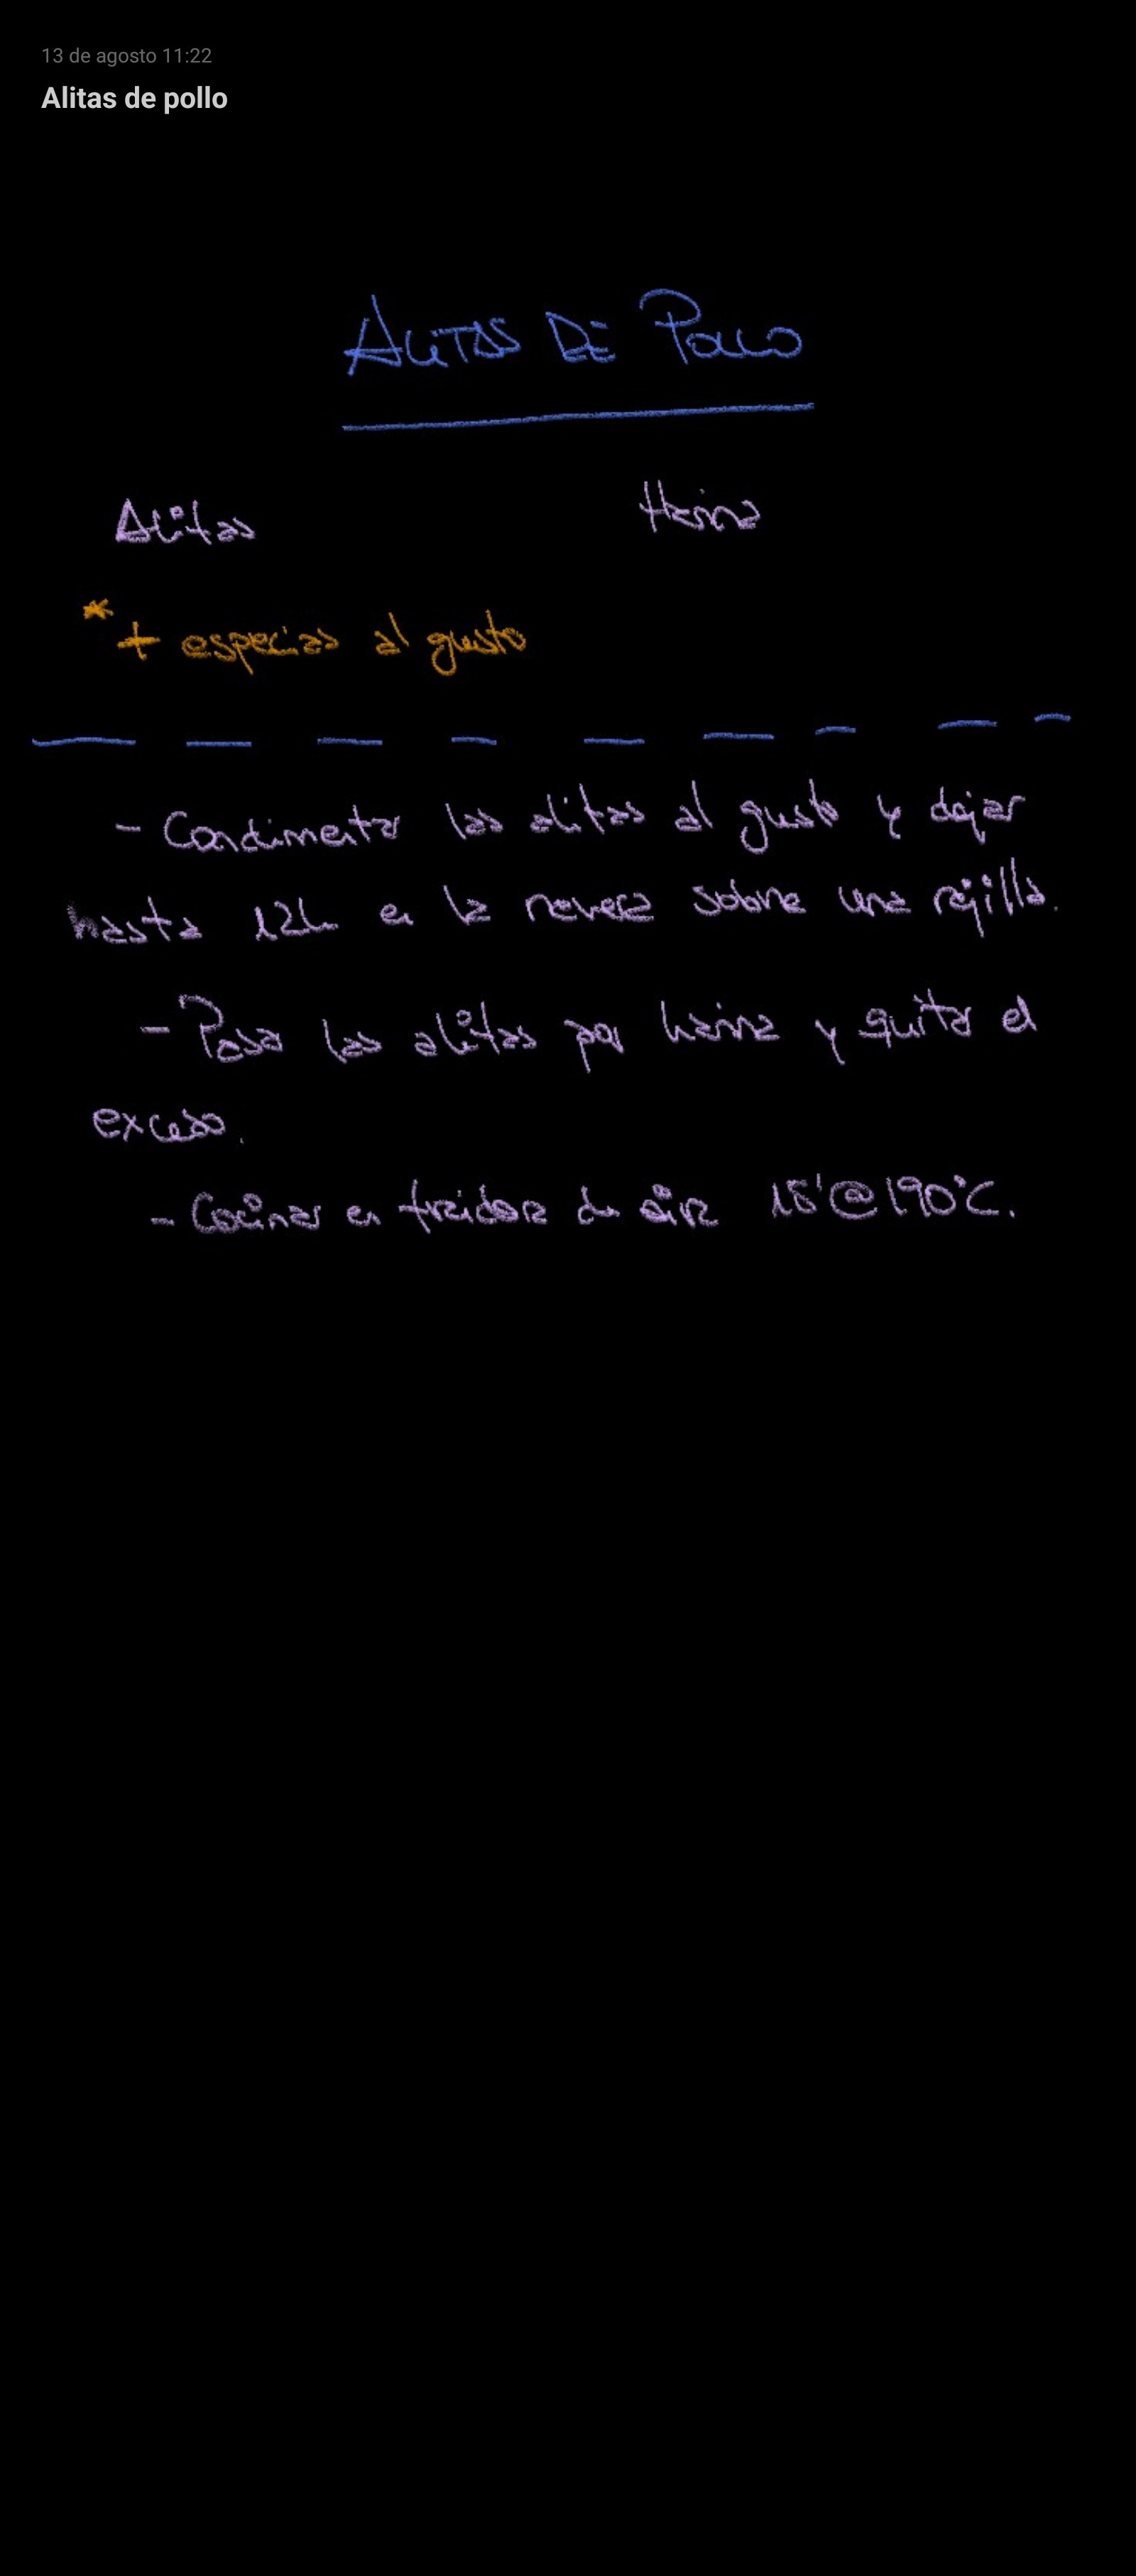 13 de agosto 11:22
Alitas de pollo
ALITAS DE POLLO
Alitas Harina
* + especias al gusto
- Condimentar las alitas al gusto y dejar
hasta 12h en la nevera sobre una rejilla.
- Pasar las alitas por harina y quitar el
exceso.
- Cocinar en freidora de aire 18'@190°C.